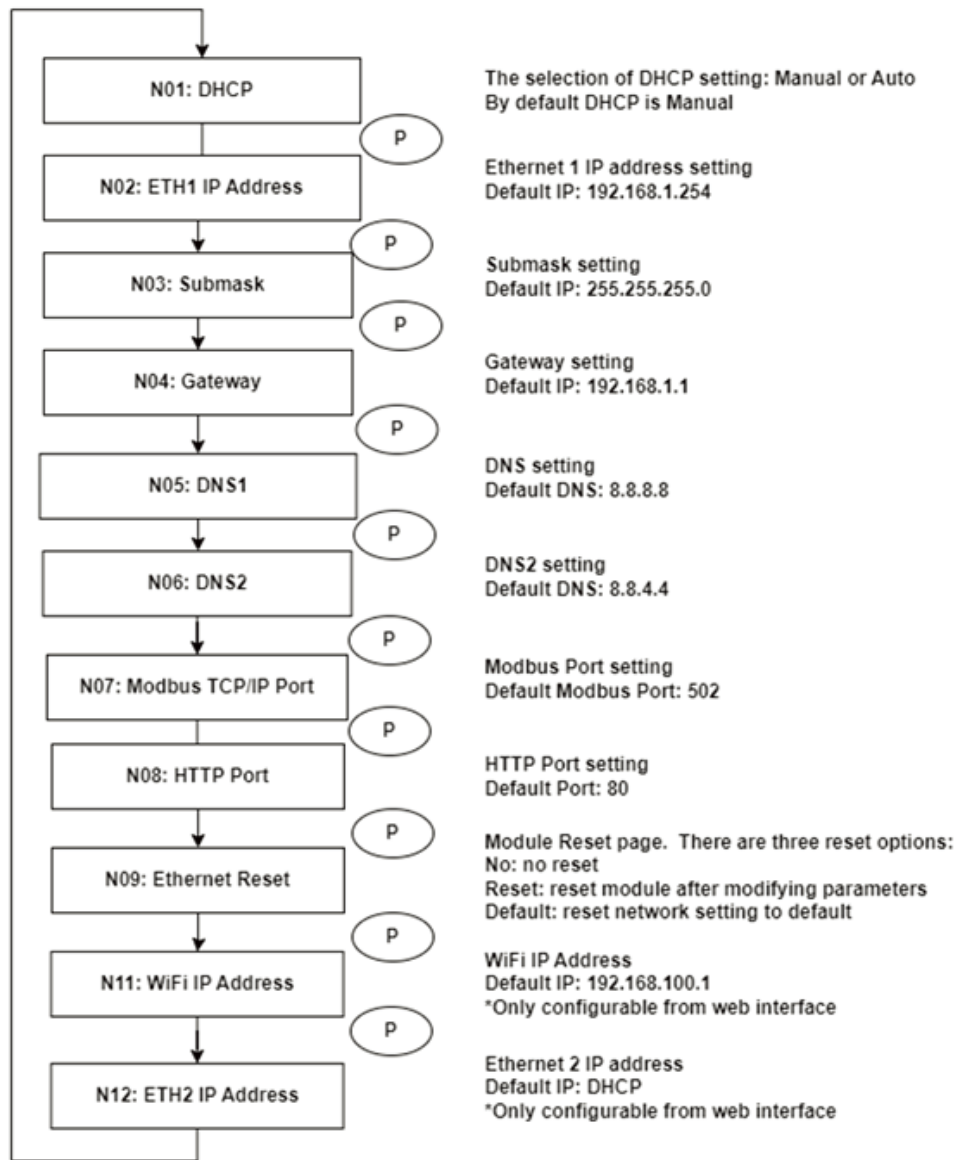 N01: DHCP
The selection of DHCP setting: Manual or Auto
By default DHCP is Manual
P
N02: ETH1 IP Address
Ethernet 1 IP address setting
Default IP: 192.168.1.254
P
N03: Submask
Submask setting
Default IP: 255.255.255.0
P
N04: Gateway
Gateway setting
Default IP: 192.168.1.1
P
N05: DNS1
DNS setting
Default DNS: 8.8.8.8
P
N06: DNS2
DNS2 setting
Default DNS: 8.8.4.4
P
N07: Modbus TCP/IP Port
Modbus Port setting
Default Modbus Port: 502
P
N08: HTTP Port
HTTP Port setting
Default Port: 80
P
N09: Ethernet Reset
Module Reset page. There are three reset options:
No: no reset
Reset: reset module after modifying parameters
Default: reset network setting to default
P
N11: WiFi IP Address
WiFi IP Address
Default IP: 192.168.100.1
*Only configurable from web interface
P
N12: ETH2 IP Address
Ethernet 2 IP address
Default IP: DHCP
*Only configurable from web interface